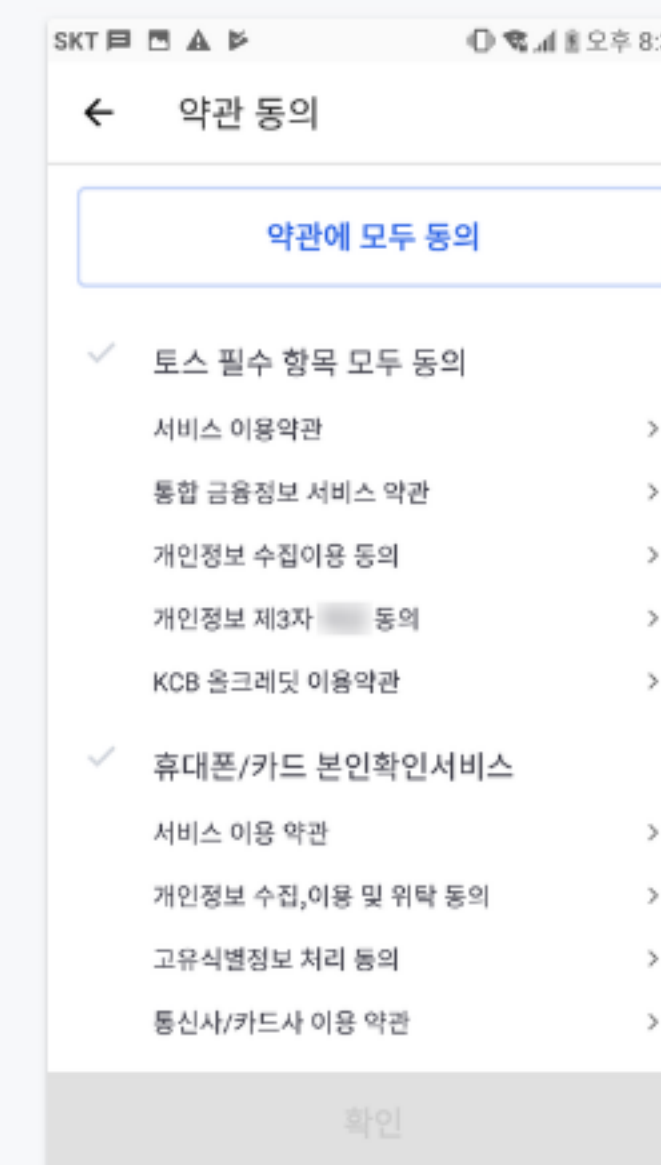 SKT 오후 8:
약관 동의
약관에 모두 동의
토스 필수 항목 모두 동의
서비스 이용약관
통합 금융정보 서비스 약관
개인정보 수집이용 동의
개인정보 제3자 동의
KCB 올크레딧 이용약관
휴대폰/카드 본인확인서비스
서비스 이용 약관
개인정보 수집,이용 및 위탁 동의
고유식별정보 처리 동의
통신사/카드사 이용 약관
확인